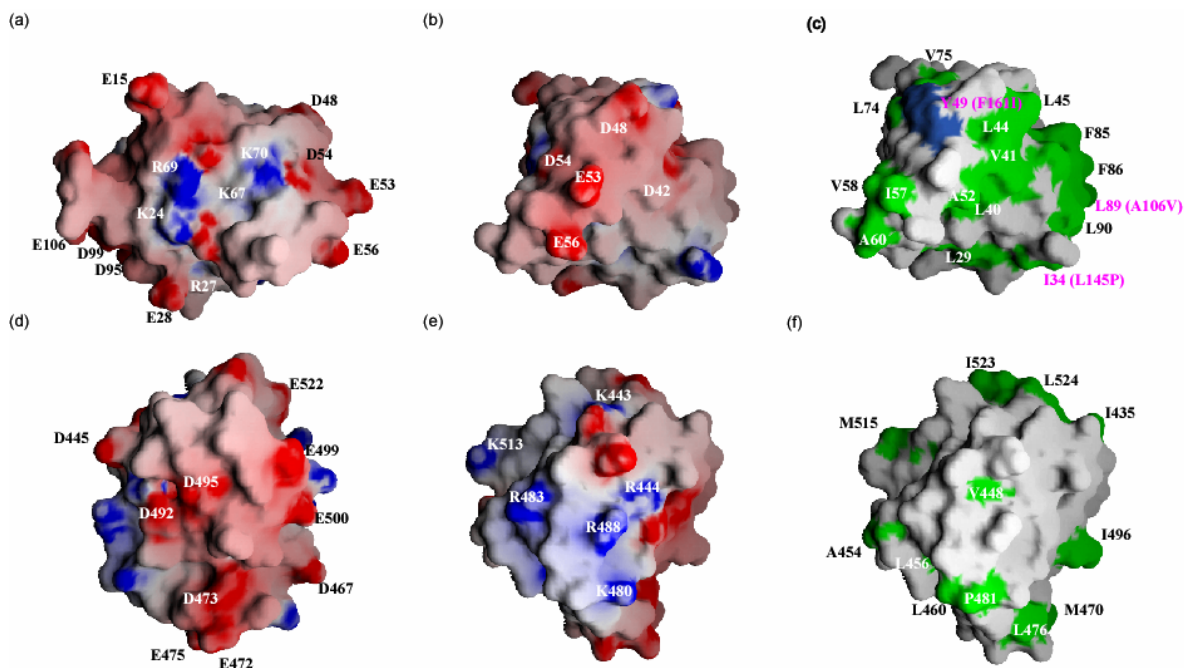 (a)
(b)
(c)
E15
D48
R69
K70
D54
K67
E53
K24
E106
D99
D95
E56
R27
E28
D48
D54
E53
D42
E56
V75
L74
L45
L44
F85
V41
F86
V58
I57
A52
L89 (A106V)
L40
L90
A60
L29
I34 (L145P)
(d)
(e)
(f)
E522
D445
E499
D495
D492
E500
D467
D473
E475
E472
K443
K513
R483
R444
R488
K480
I523
L524
I435
M515
V448
I496
A454
L456
L460
P481
M470
L476